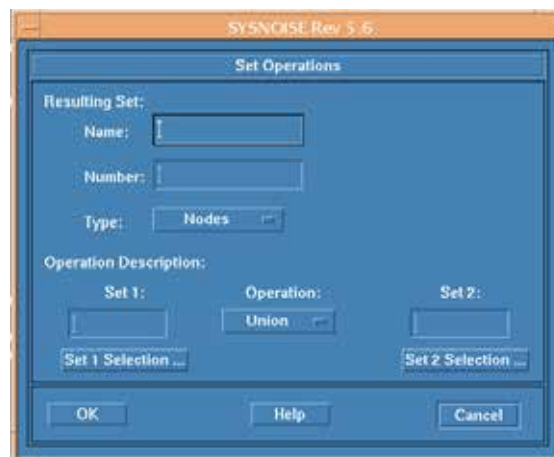 SYSNOISE Rev 5.6
Set Operations
Resulting Set:
Name:
Number:
Type: Nodes
Operation Description:
Set 1: Operation: Set 2:
Union
Set 1 Selection ... Set 2 Selection ...
OK Help Cancel